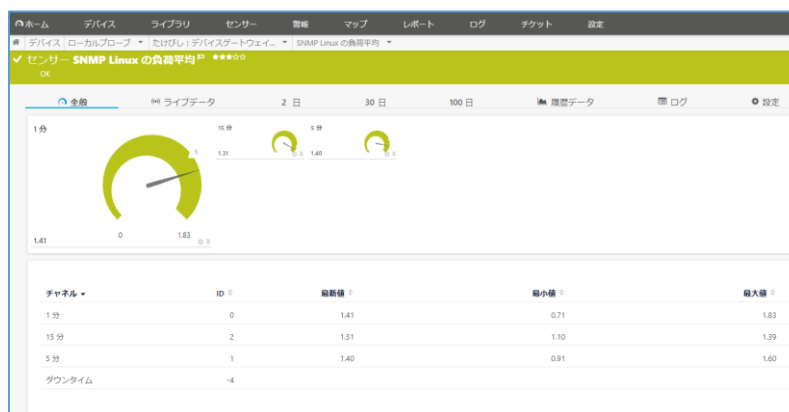 ホーム デバイス ライブラリ センサー 警報 マップ レポート ログ チケット 設定
デバイス ローカルプローブ たけびし:デバイスゲートウェイ... SNMP Linux の負荷平均
センサー SNMP Linux の負荷平均
OK
全般 ライブデータ 2 日 30 日 100 日 履歴データ ログ 設定
1 分 15 分 5 分
1.31 1.40
0 1.83
1.41
チャネル ID 最新値 最小値 最大値
1 分 0 1.41 0.71 1.83
15 分 2 1.31 1.10 1.39
5 分 1 1.40 0.91 1.60
ダウンタイム -4